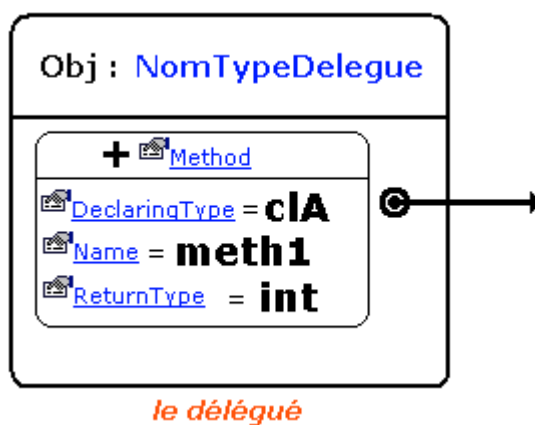 Obj : NomTypeDelegue
+ Method
DeclaringType = clA
Name = meth1
ReturnType = int
le délégué